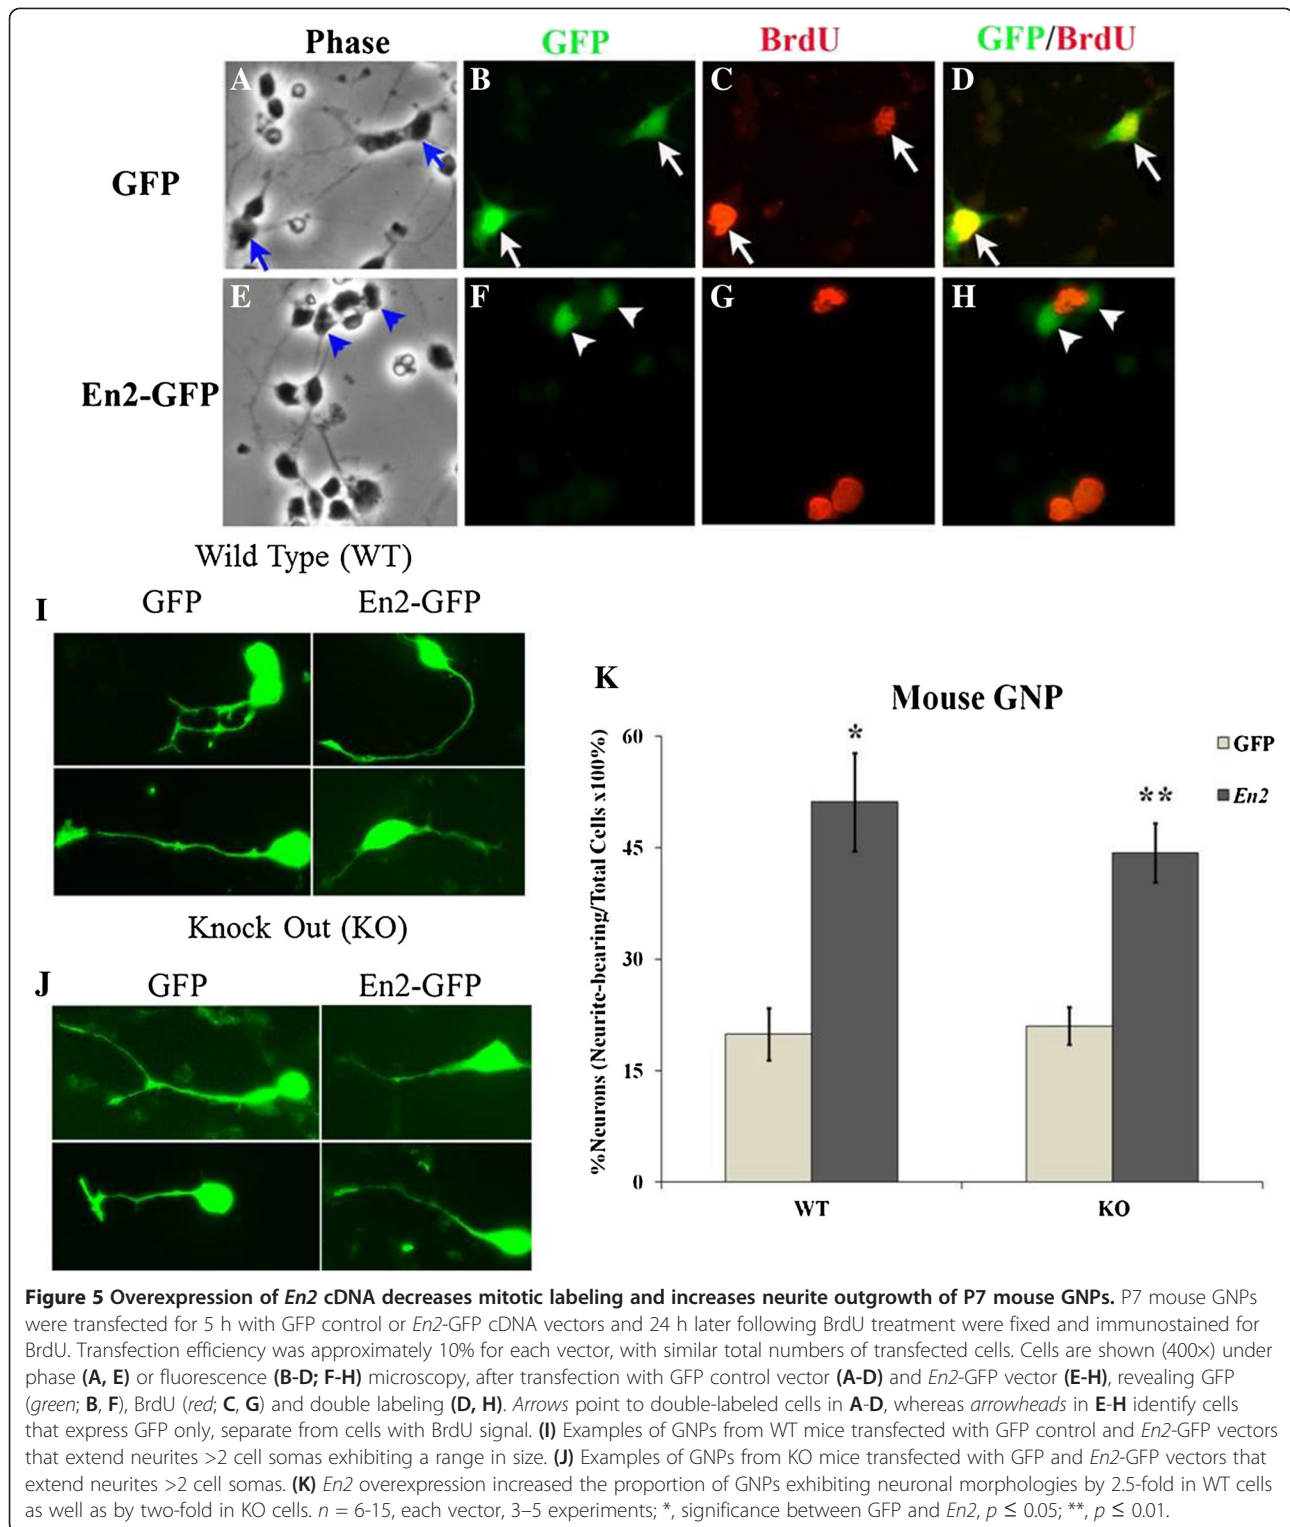 Phase GFP BrdU GFP/BrdU
A B C D
GFP
E F G H
En2-GFP
Wild Type (WT)
I GFP En2-GFP
Knock Out (KO)
J GFP En2-GFP
K
Mouse GNP
%Neurons (Neurite-bearing/Total Cells x100%)
60
45
30
15
0
*
**
GFP
En2
WT KO
Figure 5 Overexpression of En2 cDNA decreases mitotic labeling and increases neurite outgrowth of P7 mouse GNPs. P7 mouse GNPs
were transfected for 5 h with GFP control or En2-GFP cDNA vectors and 24 h later following BrdU treatment were fixed and immunostained for
BrdU. Transfection efficiency was approximately 10% for each vector, with similar total numbers of transfected cells. Cells are shown (400×) under
phase (A, E) or fluorescence (B-D; F-H) microscopy, after transfection with GFP control vector (A-D) and En2-GFP vector (E-H), revealing GFP
(green; B, F), BrdU (red; C, G) and double labeling (D, H). Arrows point to double-labeled cells in A-D, whereas arrowheads in E-H identify cells
that express GFP only, separate from cells with BrdU signal. (I) Examples of GNPs from WT mice transfected with GFP control and En2-GFP vectors
that extend neurites >2 cell somas exhibiting a range in size. (J) Examples of GNPs from KO mice transfected with GFP and En2-GFP vectors that
extend neurites >2 cell somas. (K) En2 overexpression increased the proportion of GNPs exhibiting neuronal morphologies by 2.5-fold in WT cells
as well as by two-fold in KO cells. n = 6-15, each vector, 3–5 experiments; *, significance between GFP and En2, p ≤ 0.05; **, p ≤ 0.01.